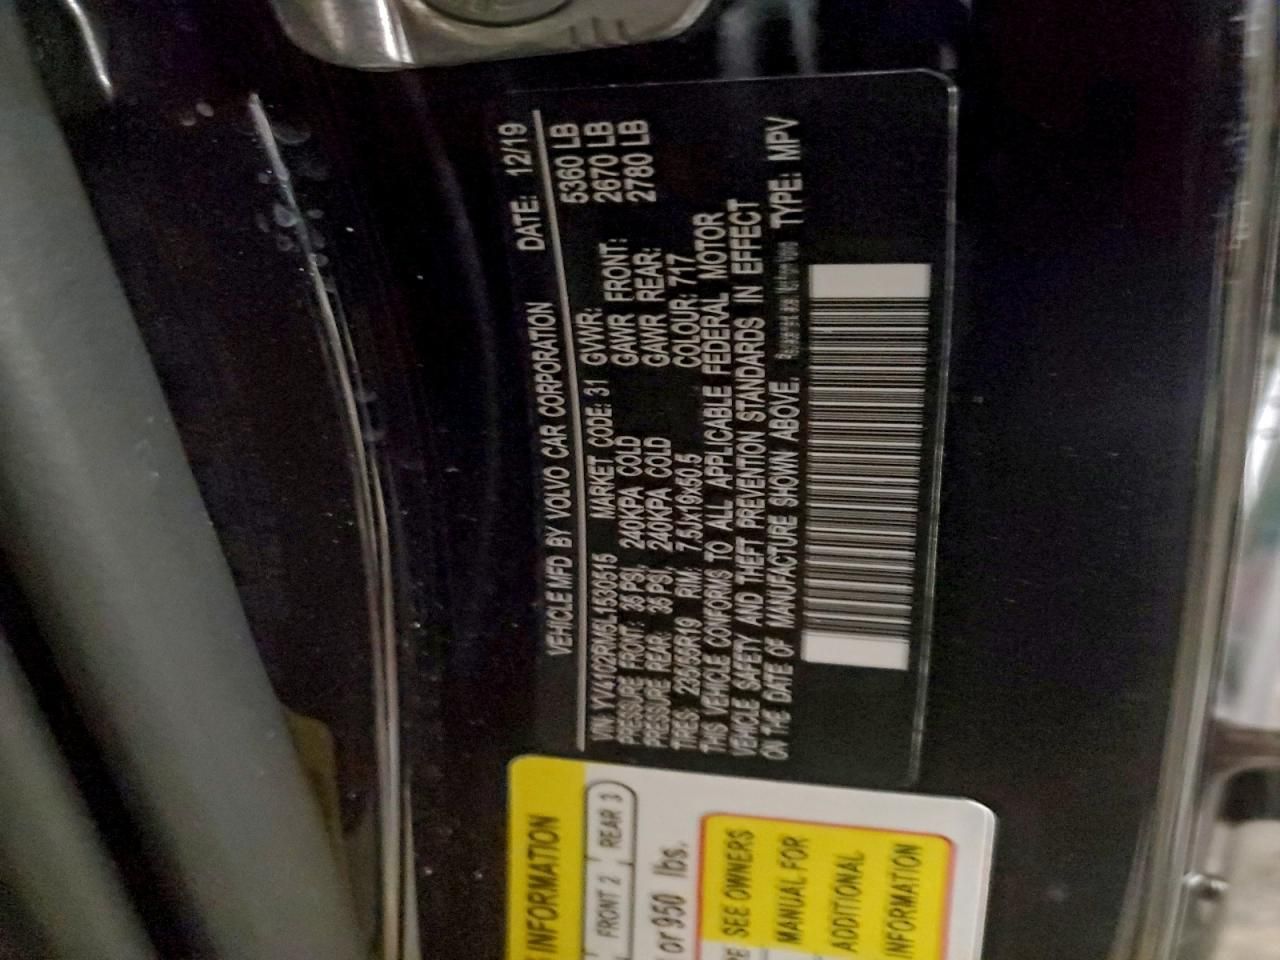 VEHICLE MFD BY VOLVO CAR CORPORATION DATE: 12/19
VIN: YV4102RM5L1530515 MARKET CODE: 31 GVWR: 5360 LB
PRESSURE FRONT: 35 PSI, 240KPA COLD GAWR FRONT: 2670 LB
PRESSURE REAR: 35 PSI, 240KPA COLD GAWR REAR: 2780 LB
TIRES: 235/55R19 RIM: 7.5Jx19x50.5 COLOUR: 717
THIS VEHICLE CONFORMS TO ALL APPLICABLE FEDERAL MOTOR
VEHICLE SAFETY AND THEFT PREVENTION STANDARDS IN EFFECT
ON THE DATE OF MANUFACTURE SHOWN ABOVE. TYPE: MPV
INFORMATION
FRONT 2 REAR 3
or 950 lbs.
SEE OWNERS
MANUAL FOR
ADDTIONAL
INFORMATION